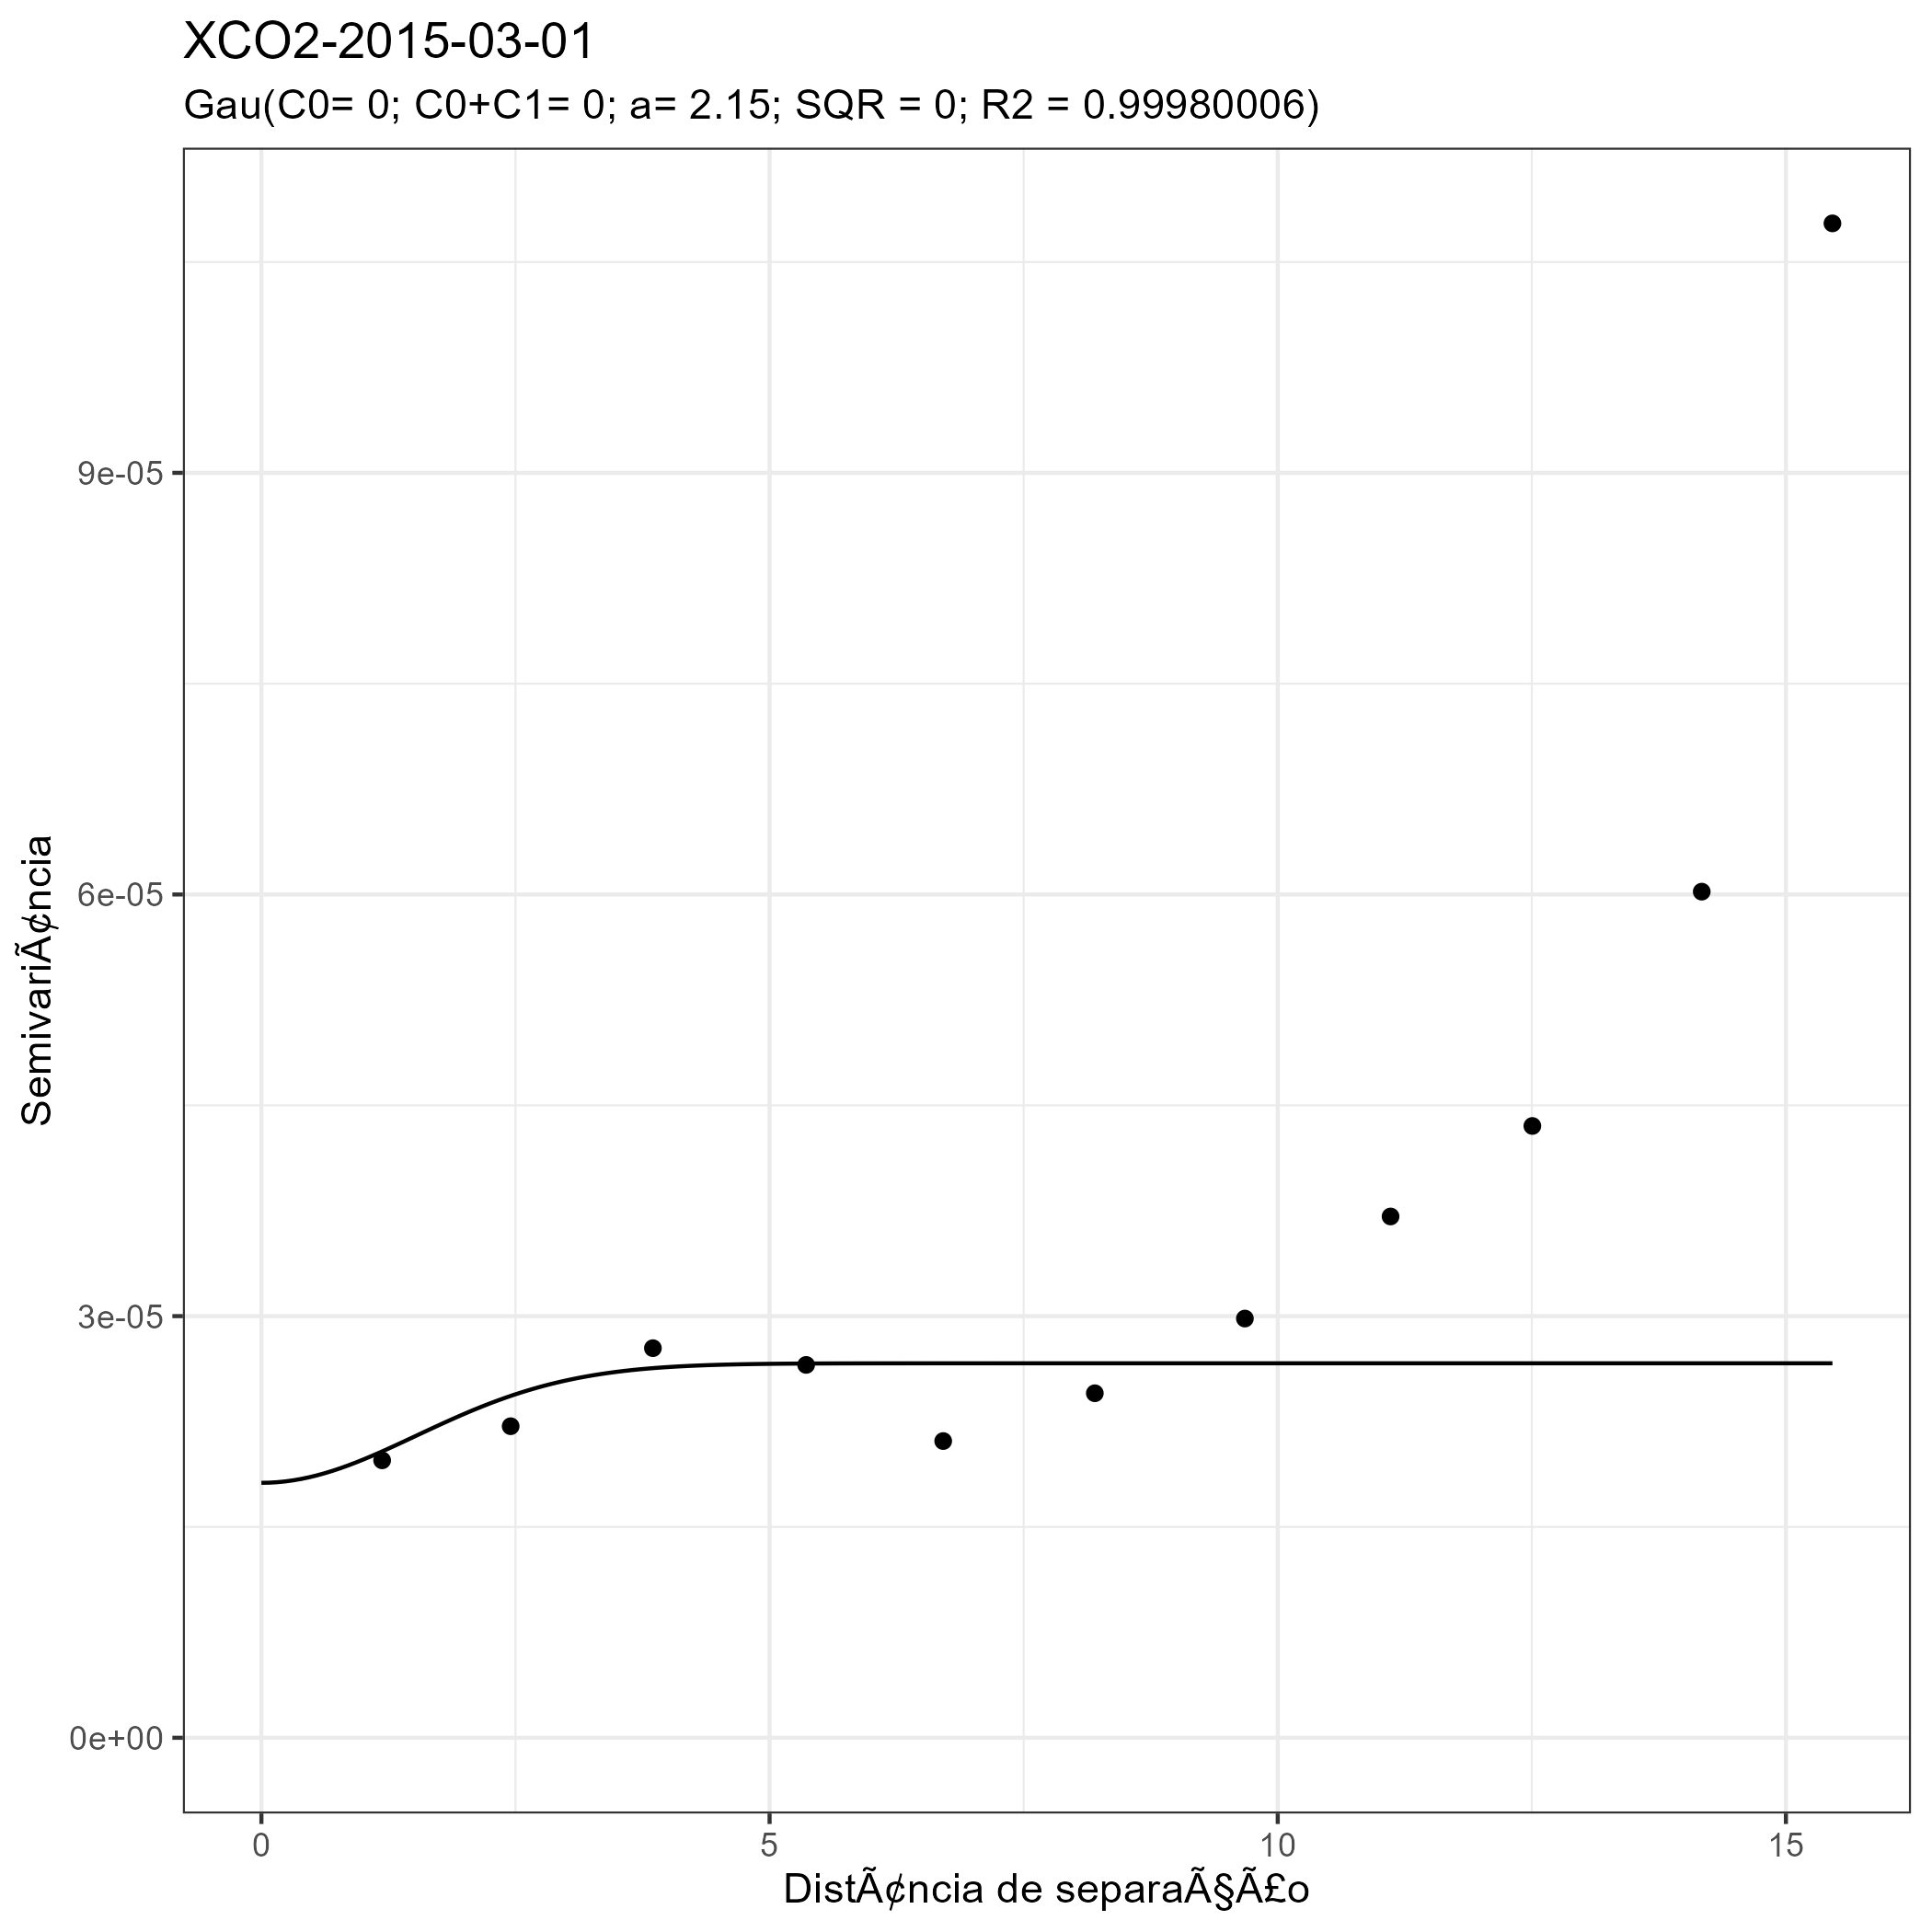 XCO2-2015-03-01
Gau(C0= 0; C0+C1= 0; a= 2.15; SQR = 0; R2 = 0.99980006)
SemivariÃ¢ncia
9e-05
6e-05
3e-05
0e+00
0
5
10
15
DistÃ¢ncia de separaÃ§Ã£o